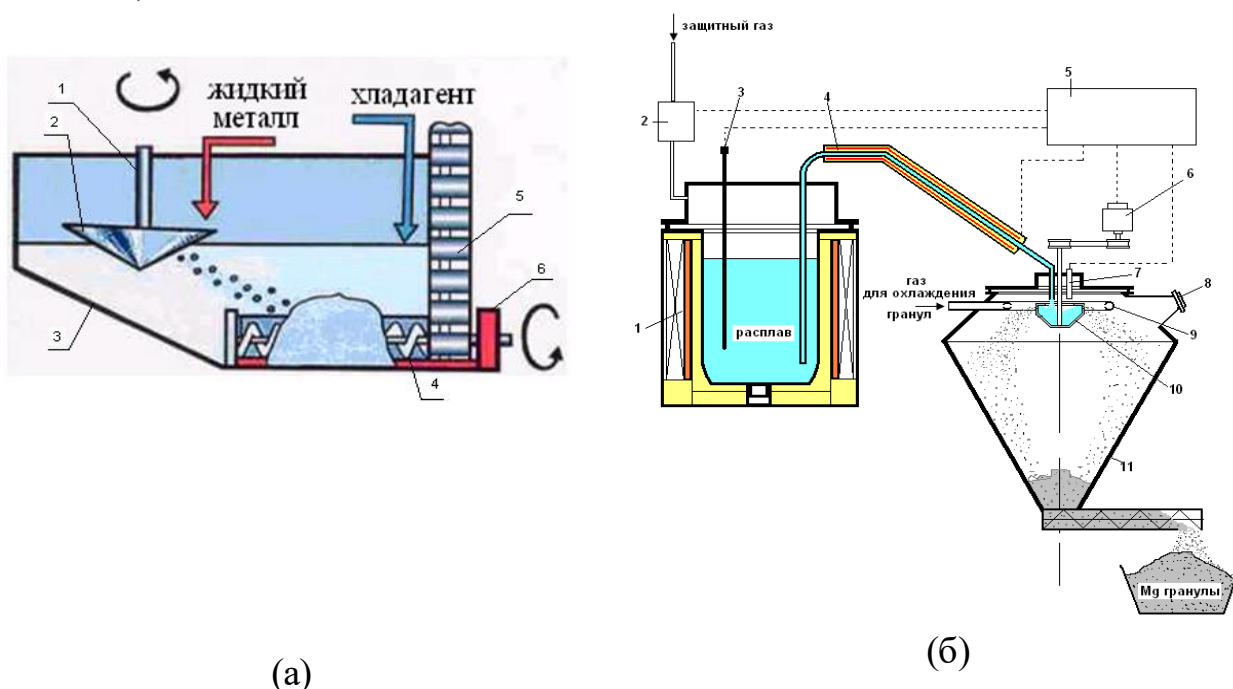 1
2
жидкий
металл
хладагент
3
4
5
6
(а)
защитный газ
2
3
4
5
6
7
8
газ
для охлаждения
гранул
1
расплав
9
10
11
Mg гранулы
(б)